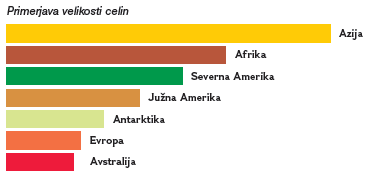 Primerjava velikosti celin
Azija
Afrika
Severna Amerika
Južna Amerika
Antarktika
Evropa
Avstralija